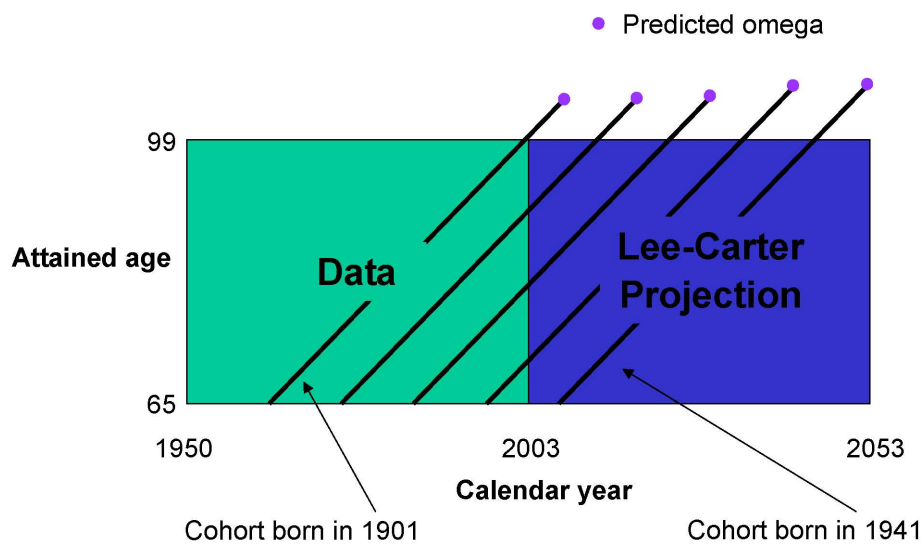 Predicted omega
99
Attained age
Data
Lee-Carter
Projection
65
1950
2003
2053
Calendar year
Cohort born in 1901
Cohort born in 1941